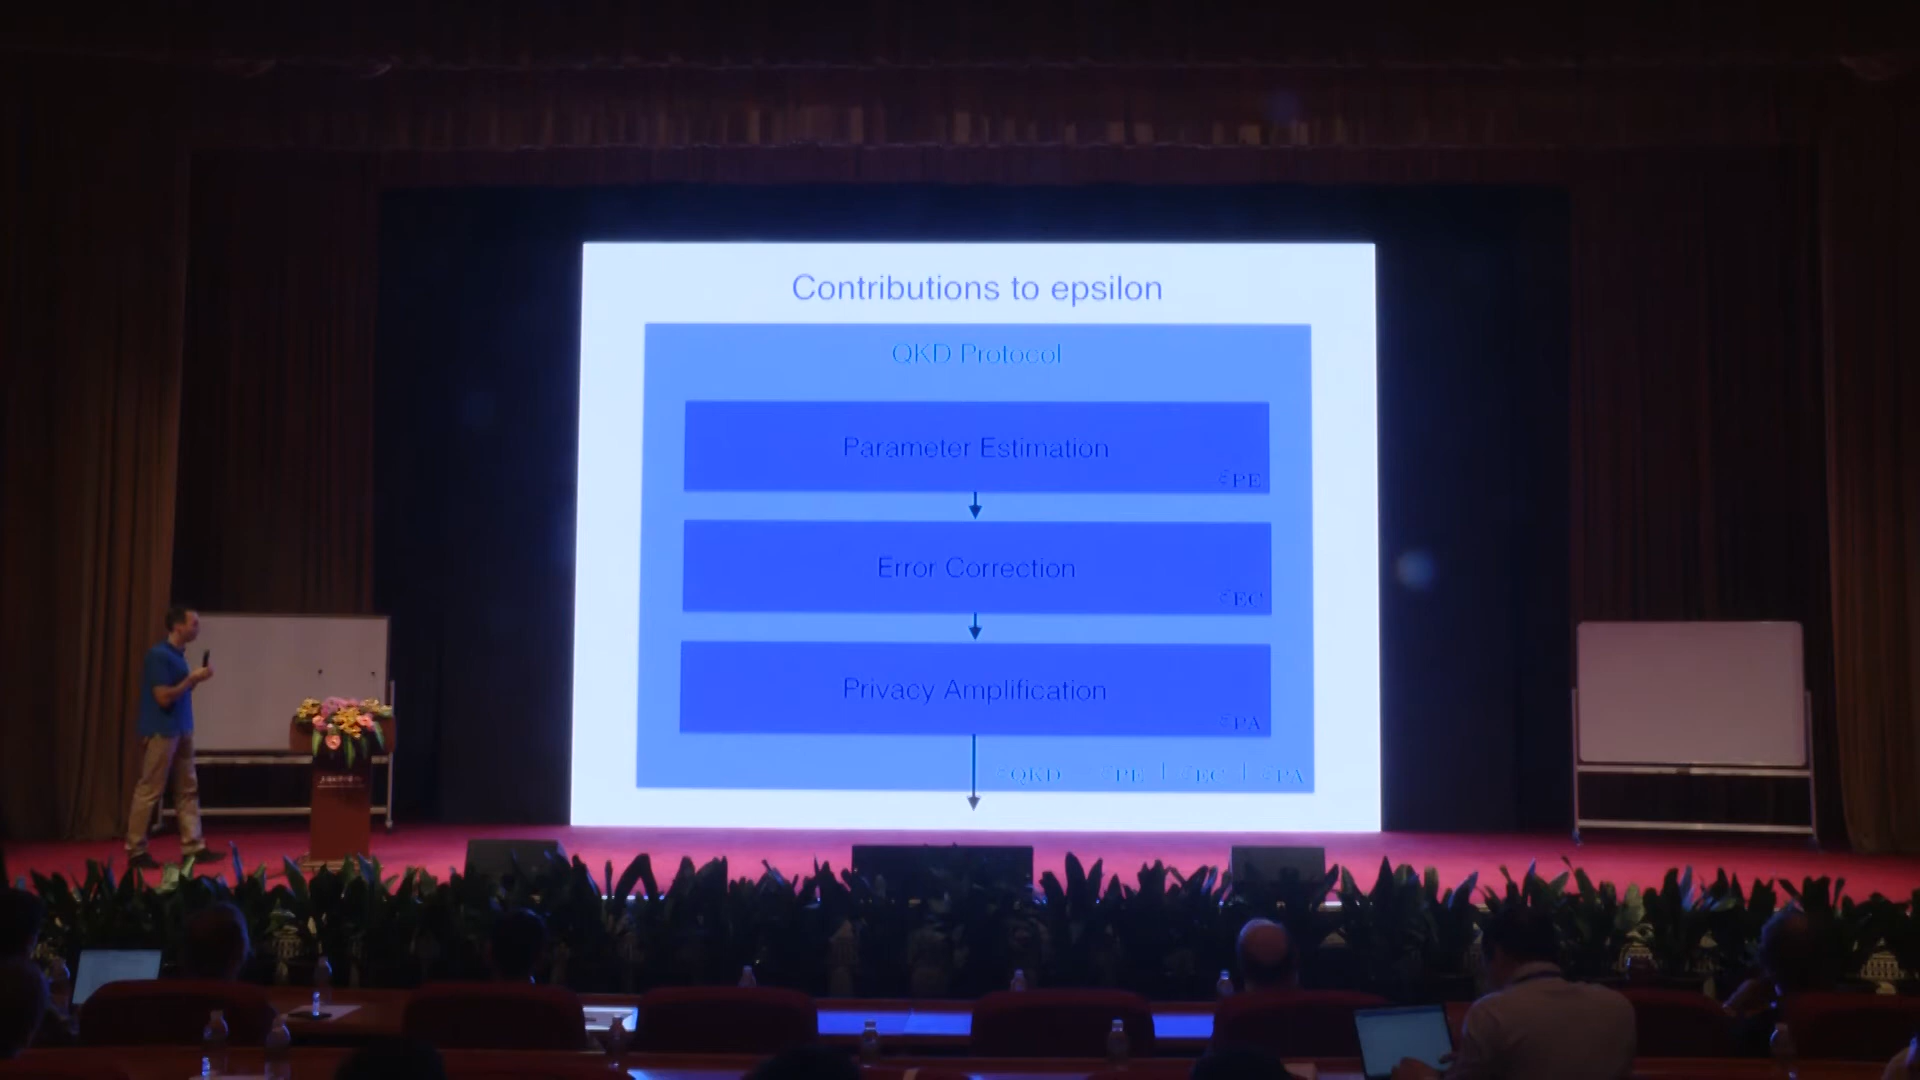 Contributions to epsilon
QKD Protocol
Parameter Estimation
εPE
Error Correction
εEC
Privacy Amplification
εPA
εQKD = εPE + εEC + εPA